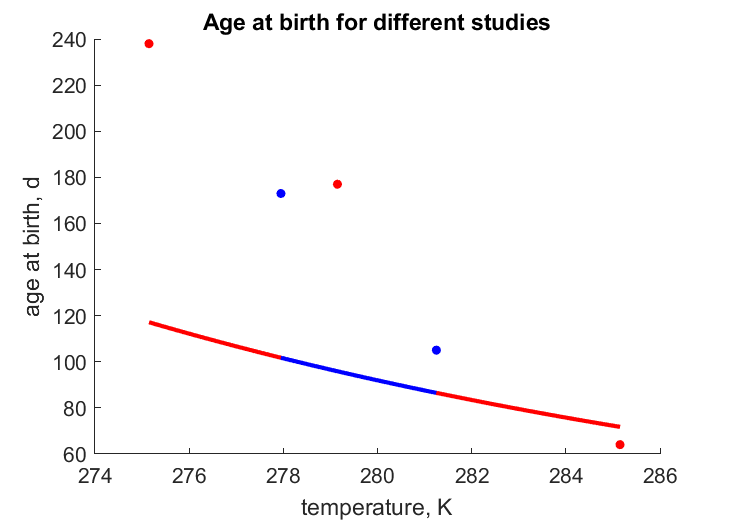 Age at birth for different studies
240
220
200
180
160
140
120
100
80
60
age at birth, d
274 276 278 280 282 284 286
temperature, K